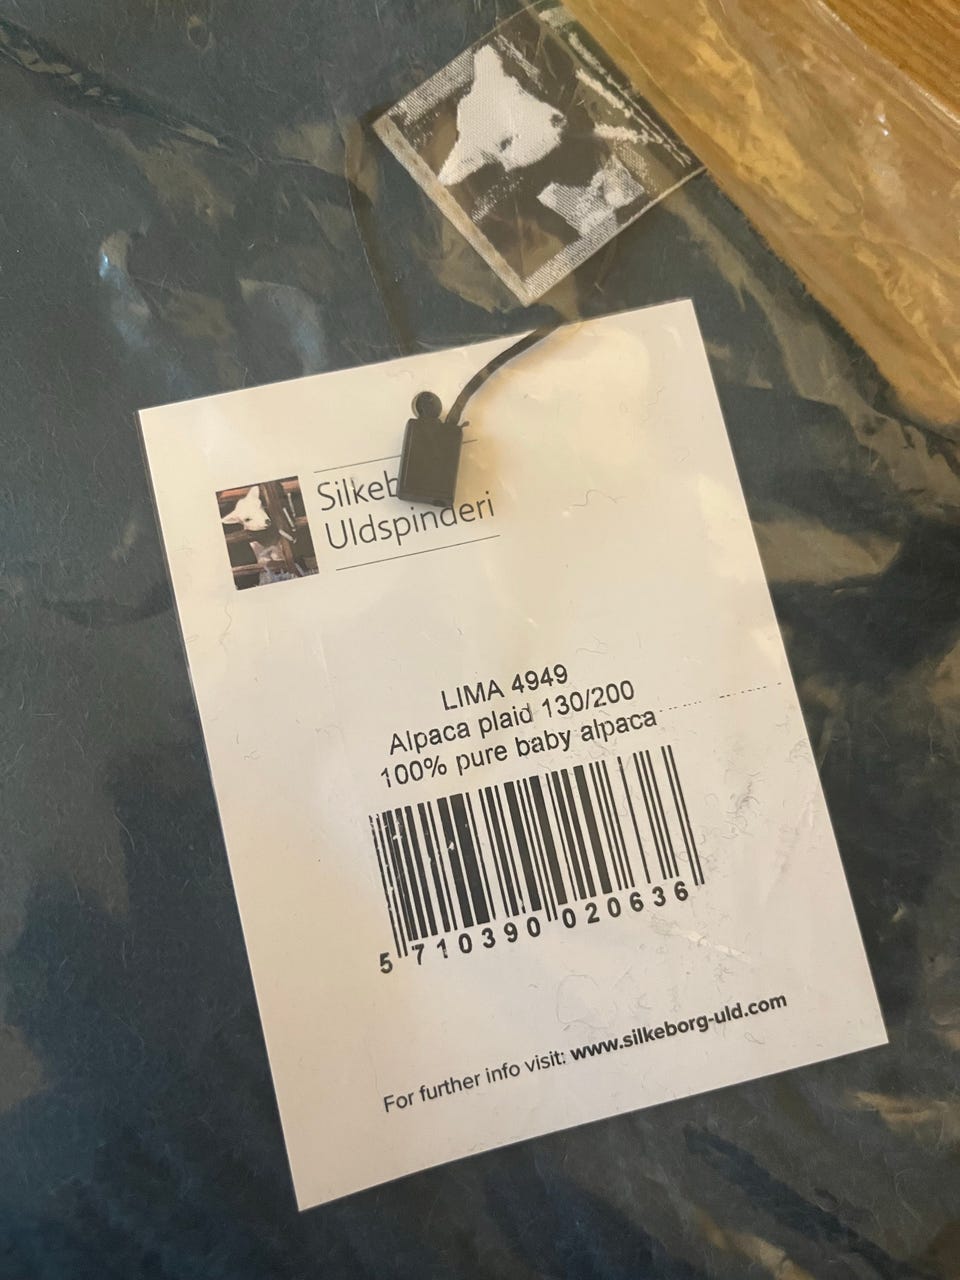 Silkeb
Uldspinderi
LIMA 4949
Alpaca plaid 130/200
100% pure baby alpaca
5 710390 020636
For further info visit: www.silkeborg-uld.com